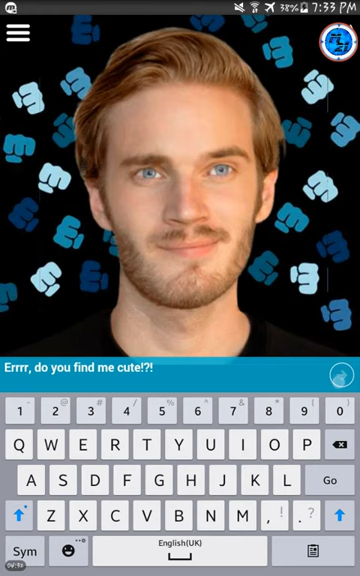 38% 7:33 PM
Errrr, do you find me cute!?!
1 - 2 @ 3 # 4 / 5 % 6 ^ 7 & 8 * 9 ( 0 )
Q W E R T Y U I O P
A S D F G H J K L Go
Z X C V B N M , ! . ?
Sym English(UK)